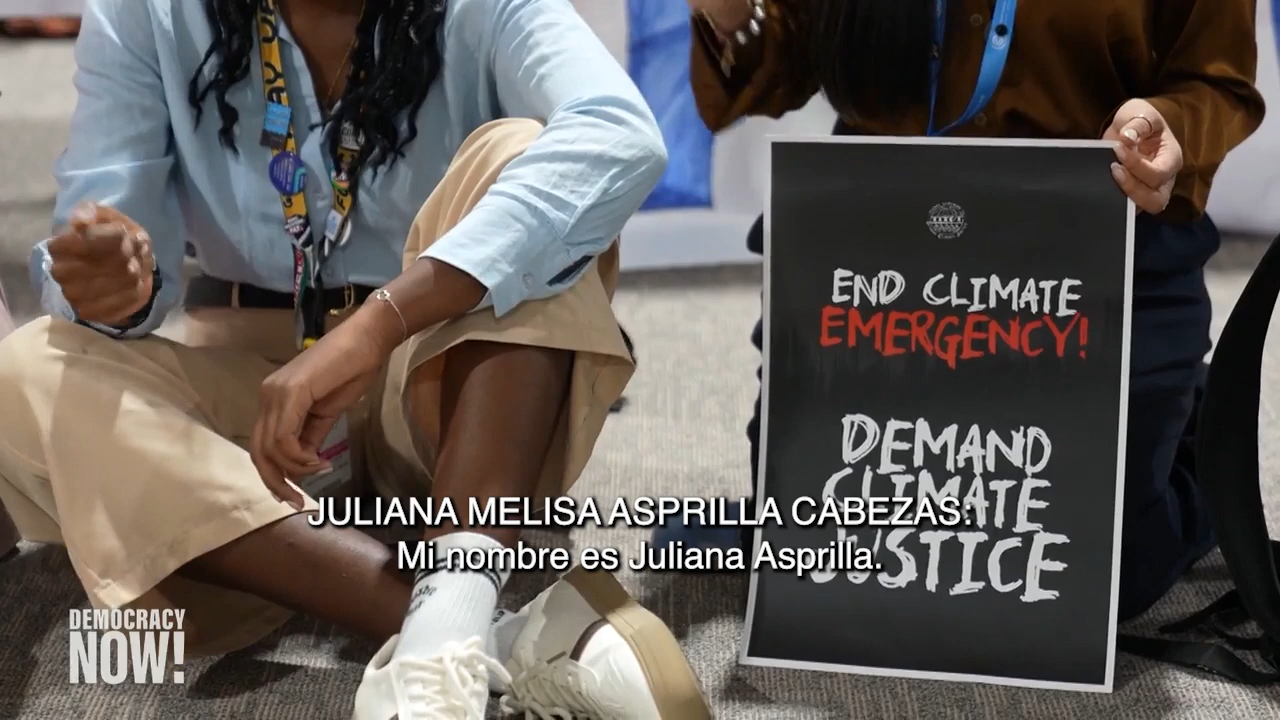 END CLIMATE
EMERGENCY!
DEMAND
CLIMATE
JUSTICE
JULIANA MELISA ASPRILLA CABEZAS:
Mi nombre es Juliana Asprilla.
DEMOCRACY
NOW!